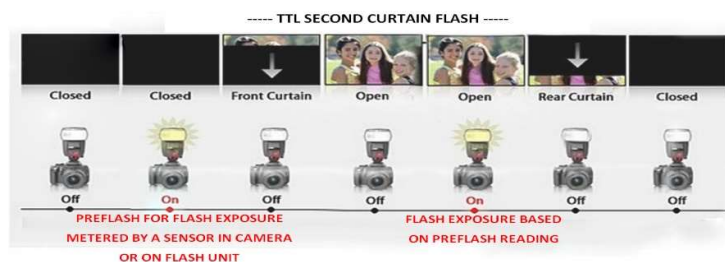 ----- TTL SECOND CURTAIN FLASH -----
Closed Closed Front Curtain Open Open Rear Curtain Closed
Off On Off Off On Off Off
PREFLASH FOR FLASH EXPOSURE
METERED BY A SENSOR IN CAMERA
OR ON FLASH UNIT
FLASH EXPOSURE BASED
ON PREFLASH READING